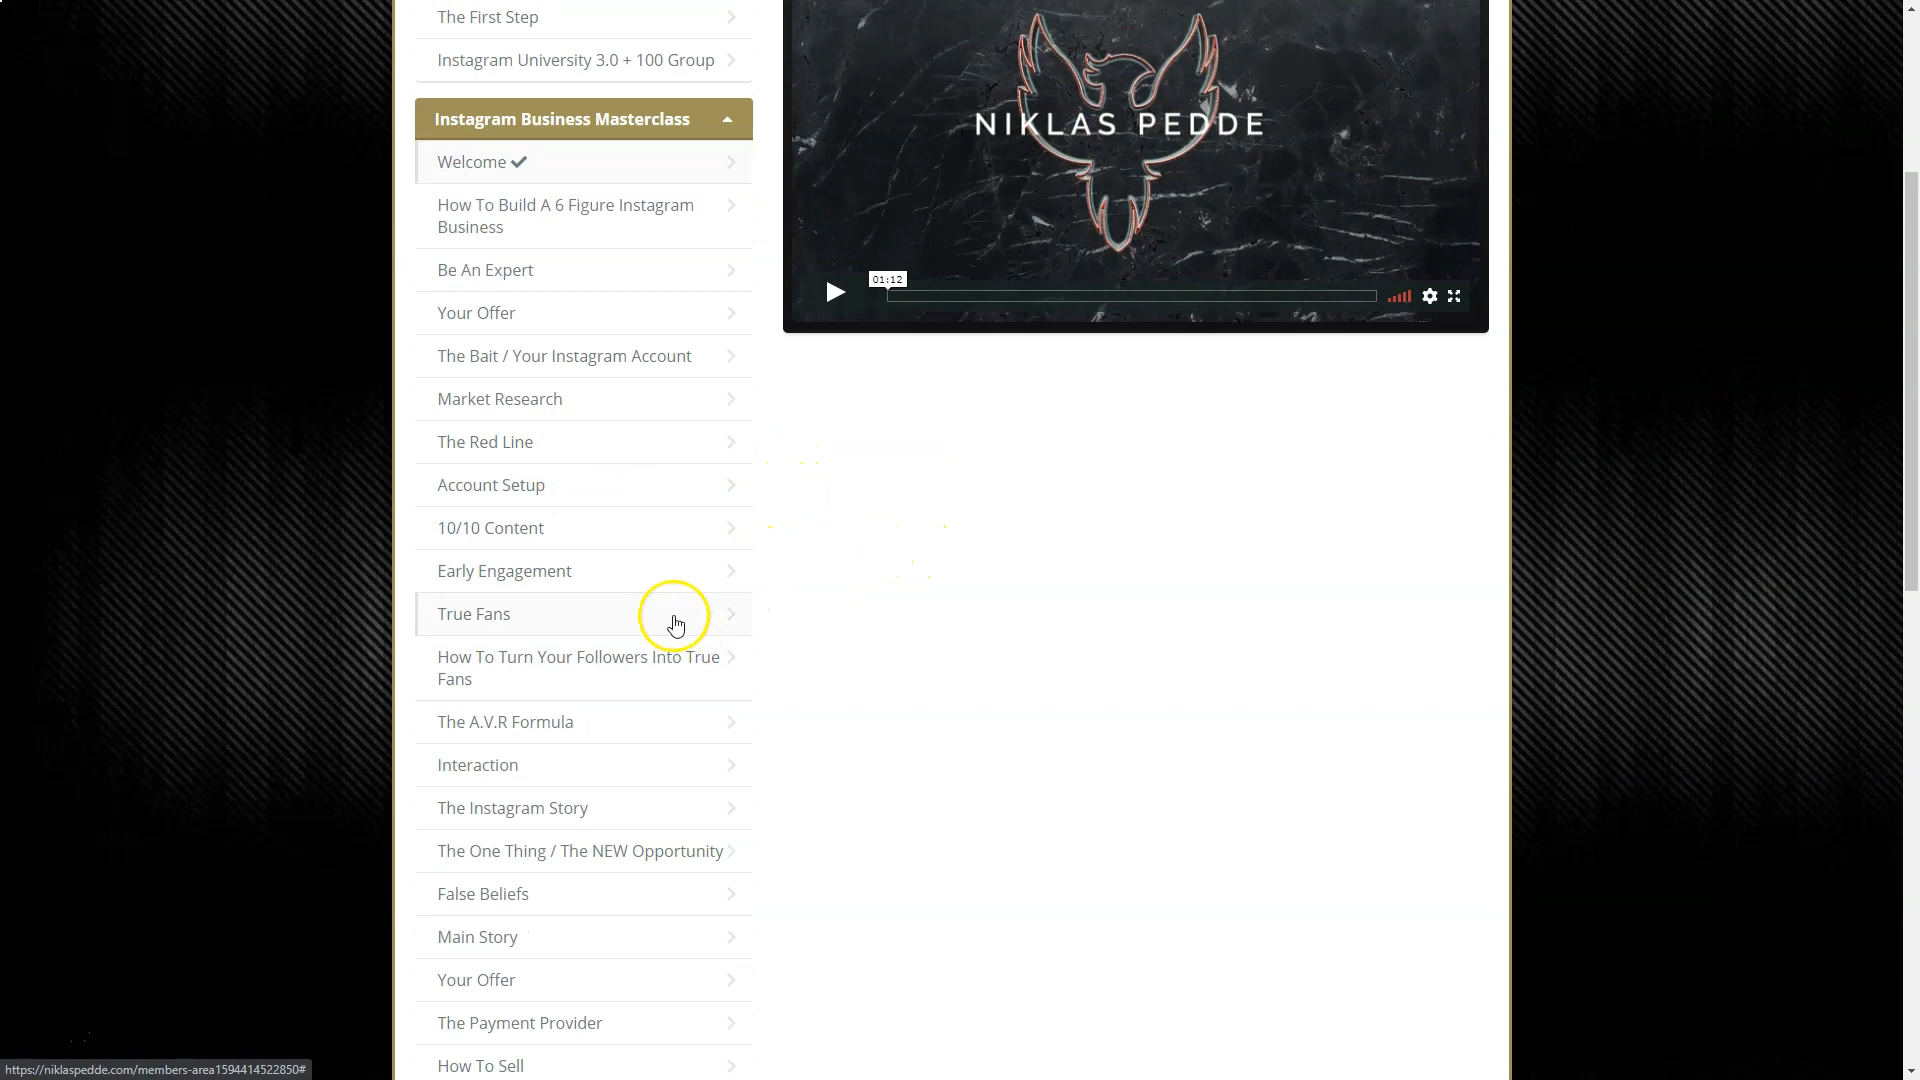 The First Step
Instagram University 3.0 + 100 Group
Instagram Business Masterclass
Welcome
How To Build A 6 Figure Instagram
Business
Be An Expert
Your Offer
The Bait / Your Instagram Account
Market Research
The Red Line
Account Setup
10/10 Content
Early Engagement
True Fans
How To Turn Your Followers Into True
Fans
The A.V.R Formula
Interaction
The Instagram Story
The One Thing / The NEW Opportunity
False Beliefs
Main Story
Your Offer
The Payment Provider
How To Sell
NIKLAS PEDDE
01:12
https://niklaspedde.com/members-area1594414522850#